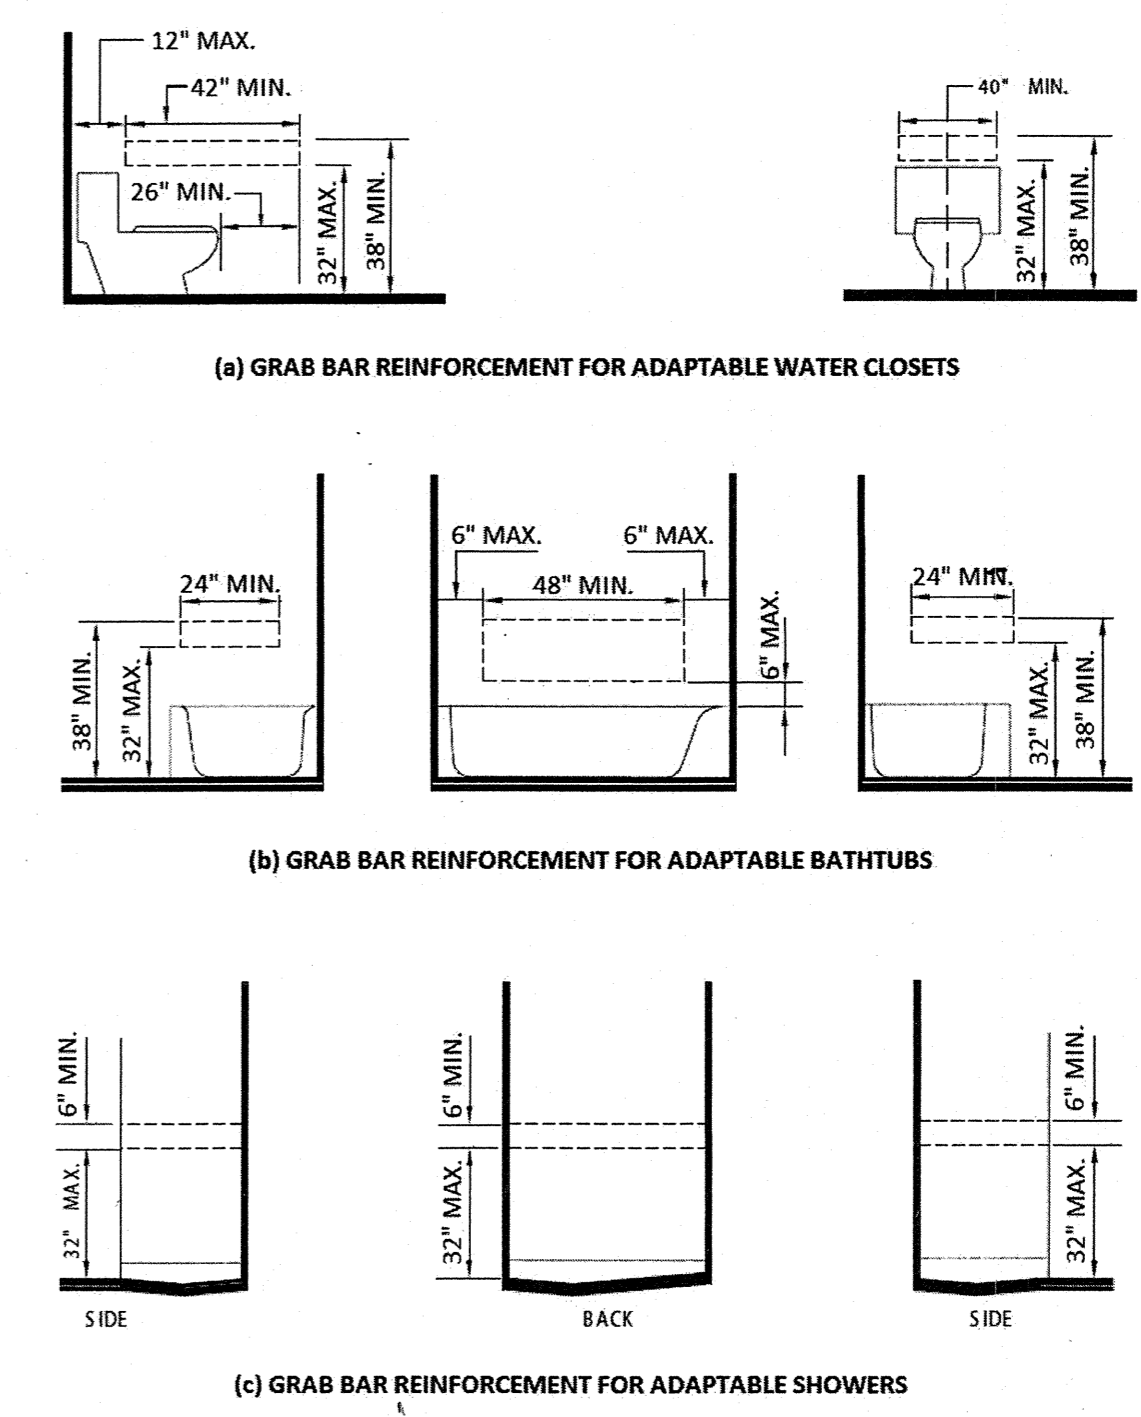 12" MAX.
42" MIN.
26" MIN.
32" MAX.
38" MIN.
40" MIN.
32" MAX.
38" MIN.
(a) GRAB BAR REINFORCEMENT FOR ADAPTABLE WATER CLOSETS
24" MIN.
38" MIN.
32" MAX.
6" MAX.
6" MAX.
48" MIN.
6" MAX.
24" MIN.
32" MAX.
38" MIN.
(b) GRAB BAR REINFORCEMENT FOR ADAPTABLE BATHTUBS
6" MIN.
32" MAX.
SIDE
6" MIN.
32" MAX.
BACK
6" MIN.
32" MAX.
SIDE
(c) GRAB BAR REINFORCEMENT FOR ADAPTABLE SHOWERS